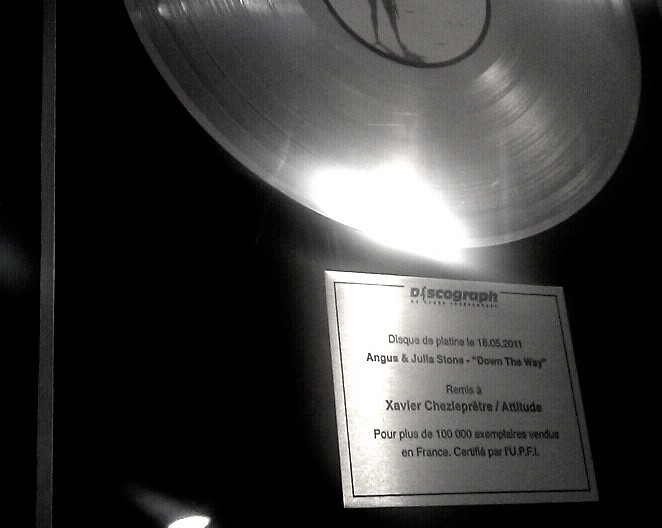 Discograph
Disque de platine le 16.05.2011
Angus & Julia Stone - "Down The Way"
Remis à
Xavier Chezleprêtre / Attitude
Pour plus de 100 000 exemplaires vendus
en France. Certifié par l'U.P.F.I.